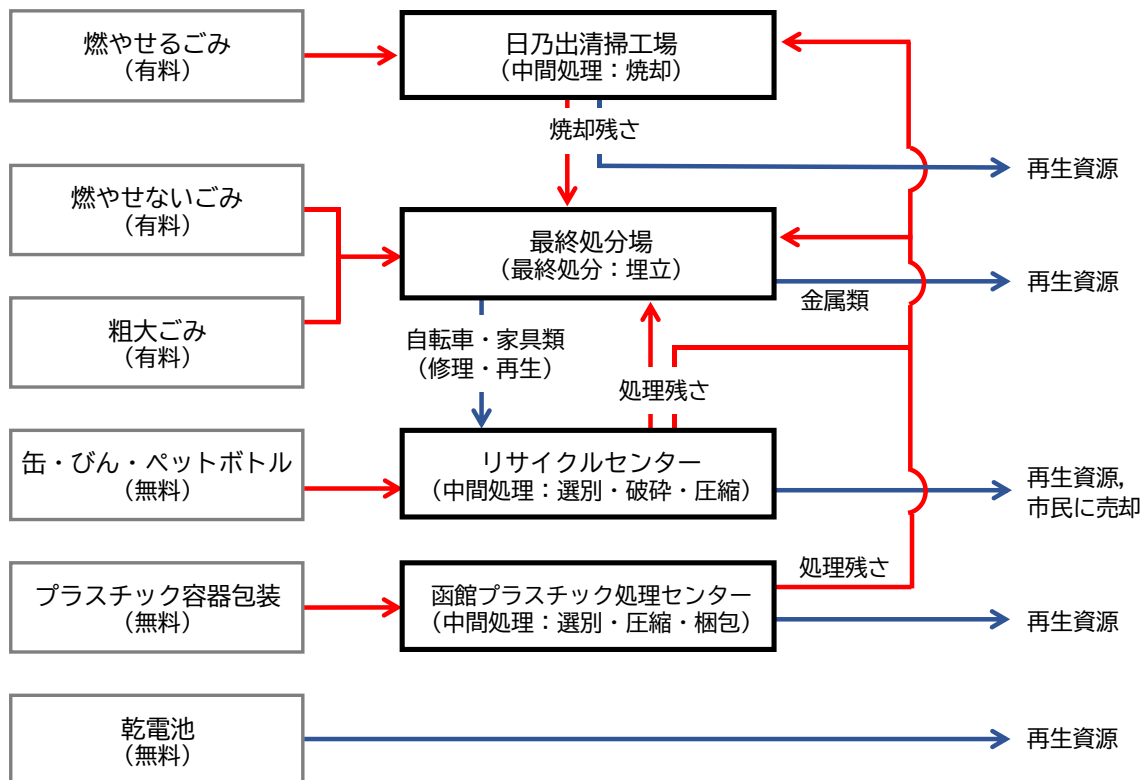 燃やせるごみ
（有料）
日乃出清掃工場
（中間処理：焼却）
焼却残さ
再生資源
燃やせないごみ
（有料）
最終処分場
（最終処分：埋立）
再生資源
金属類
粗大ごみ
（有料）
自転車・家具類
（修理・再生）
処理残さ
缶・びん・ペットボトル
（無料）
リサイクルセンター
（中間処理：選別・破砕・圧縮）
再生資源，
市民に売却
処理残さ
プラスチック容器包装
（無料）
函館プラスチック処理センター
（中間処理：選別・圧縮・梱包）
再生資源
乾電池
（無料）
再生資源